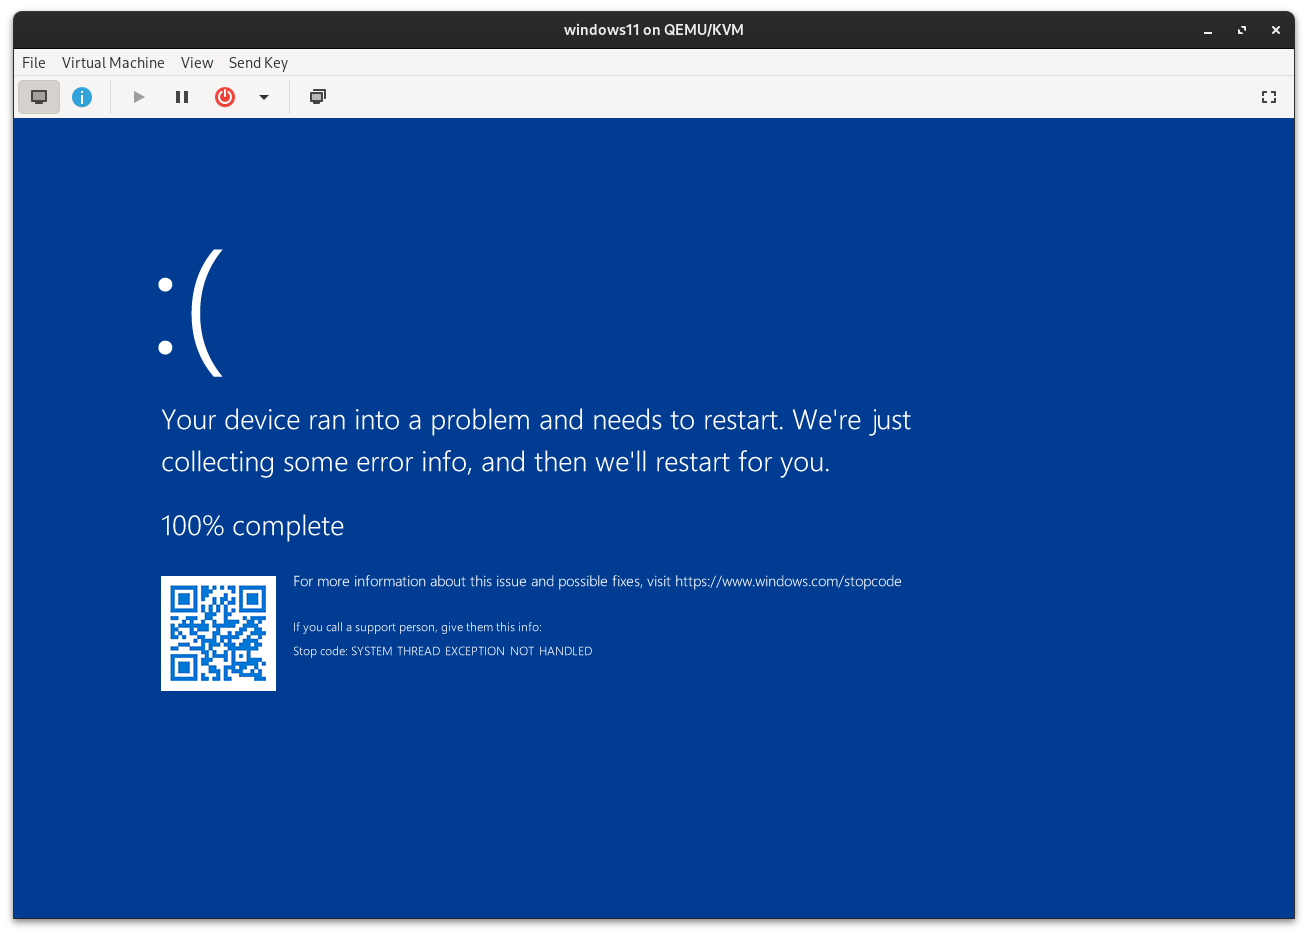 windows11 on QEMU/KVM
File Virtual Machine View Send Key
:(
Your device ran into a problem and needs to restart. We're just
collecting some error info, and then we'll restart for you.
100% complete
For more information about this issue and possible fixes, visit https://www.windows.com/stopcode
If you call a support person, give them this info:
Stop code: SYSTEM THREAD EXCEPTION NOT HANDLED